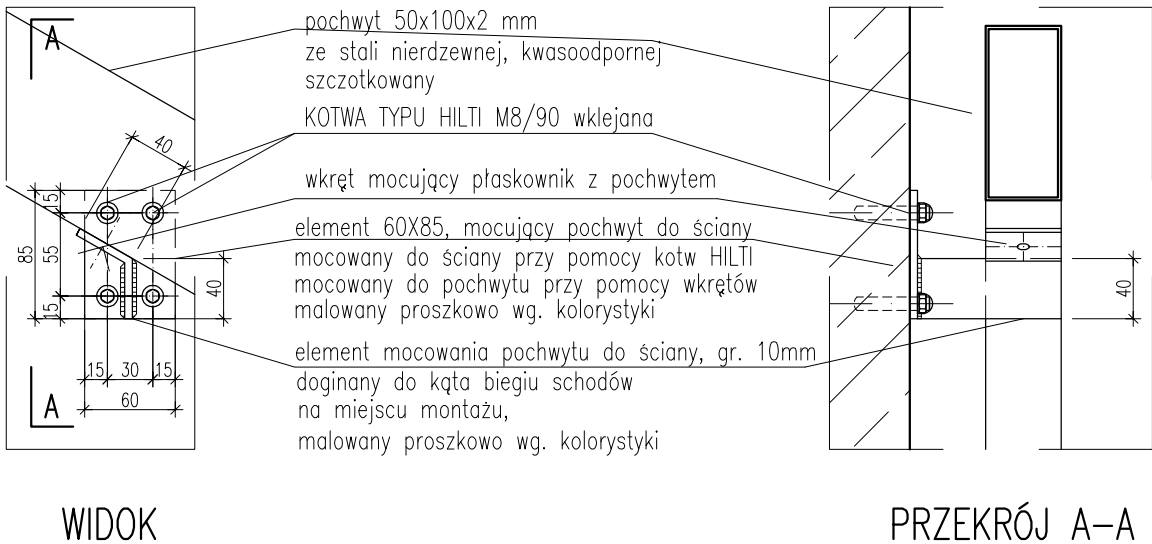 A
pochwyt 50x100x2 mm
ze stali nierdzewnej, kwasoodpornej
szczotkowany
KOTWA TYPU HILTI M8/90 wklejana
40
wkręt mocujący płaskownik z pochwytem
15
55
85
15
40
element 60X85, mocujący pochwyt do ściany
mocowany do ściany przy pomocy kotw HILTI
mocowany do pochwytu przy pomocy wkrętów
malowany proszkowo wg. kolorystyki
40
element mocowania pochwytu do ściany, gr. 10mm
doginany do kąta biegu schodów
na miejscu montażu,
malowany proszkowo wg. kolorystyki
15 30 15
60
A
WIDOK
PRZEKRÓJ A-A